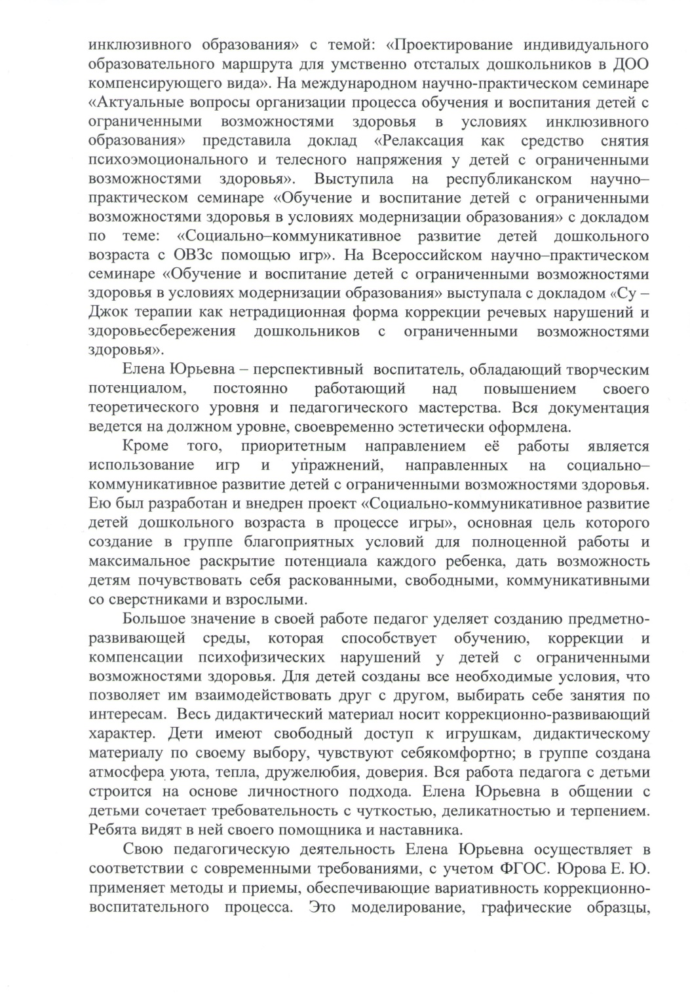 инклюзивного образования» с темой: «Проектирование индивидуального
образовательного маршрута для умственно отсталых дошкольников в ДОО
компенсирующего вида». На международном научно-практическом семинаре
«Актуальные вопросы организации процесса обучения и воспитания детей с
ограниченными возможностями здоровья в условиях инклюзивного
образования» представила доклад «Релаксация как средство снятия
психоэмоционального и телесного напряжения у детей с ограниченными
возможностями здоровья». Выступила на республиканском научно–
практическом семинаре «Обучение и воспитание детей с ограниченными
возможностями здоровья в условиях модернизации образования» с докладом
по теме: «Социально–коммуникативное развитие детей дошкольного
возраста с ОВЗс помощью игр». На Всероссийском научно–практическом
семинаре «Обучение и воспитание детей с ограниченными возможностями
здоровья в условиях модернизации образования» выступала с докладом «Су –
Джок терапии как нетрадиционная форма коррекции речевых нарушений и
здоровьесбережения дошкольников с ограниченными возможностями
здоровья».
Елена Юрьевна – перспективный воспитатель, обладающий творческим
потенциалом, постоянно работающий над повышением своего
теоретического уровня и педагогического мастерства. Вся документация
ведется на должном уровне, своевременно эстетически оформлена.
Кроме того, приоритетным направлением её работы является
использование игр и упражнений, направленных на социально–
коммуникативное развитие детей с ограниченными возможностями здоровья.
Ею был разработан и внедрен проект «Социально-коммуникативное развитие
детей дошкольного возраста в процессе игры», основная цель которого
создание в группе благоприятных условий для полноценной работы и
максимальное раскрытие потенциала каждого ребенка, дать возможность
детям почувствовать себя раскованными, свободными, коммуникативными
со сверстниками и взрослыми.
Большое значение в своей работе педагог уделяет созданию предметно-
развивающей среды, которая способствует обучению, коррекции и
компенсации психофизических нарушений у детей с ограниченными
возможностями здоровья. Для детей созданы все необходимые условия, что
позволяет им взаимодействовать друг с другом, выбирать себе занятия по
интересам. Весь дидактический материал носит коррекционно-развивающий
характер. Дети имеют свободный доступ к игрушкам, дидактическому
материалу по своему выбору, чувствуют себякомфортно; в группе создана
атмосфера уюта, тепла, дружелюбия, доверия. Вся работа педагога с детьми
строится на основе личностного подхода. Елена Юрьевна в общении с
детьми сочетает требовательность с чуткостью, деликатностью и терпением.
Ребята видят в ней своего помощника и наставника.
Свою педагогическую деятельность Елена Юрьевна осуществляет в
соответствии с современными требованиями, с учетом ФГОС. Юрова Е. Ю.
применяет методы и приемы, обеспечивающие вариативность коррекционно-
воспитательного процесса. Это моделирование, графические образцы,